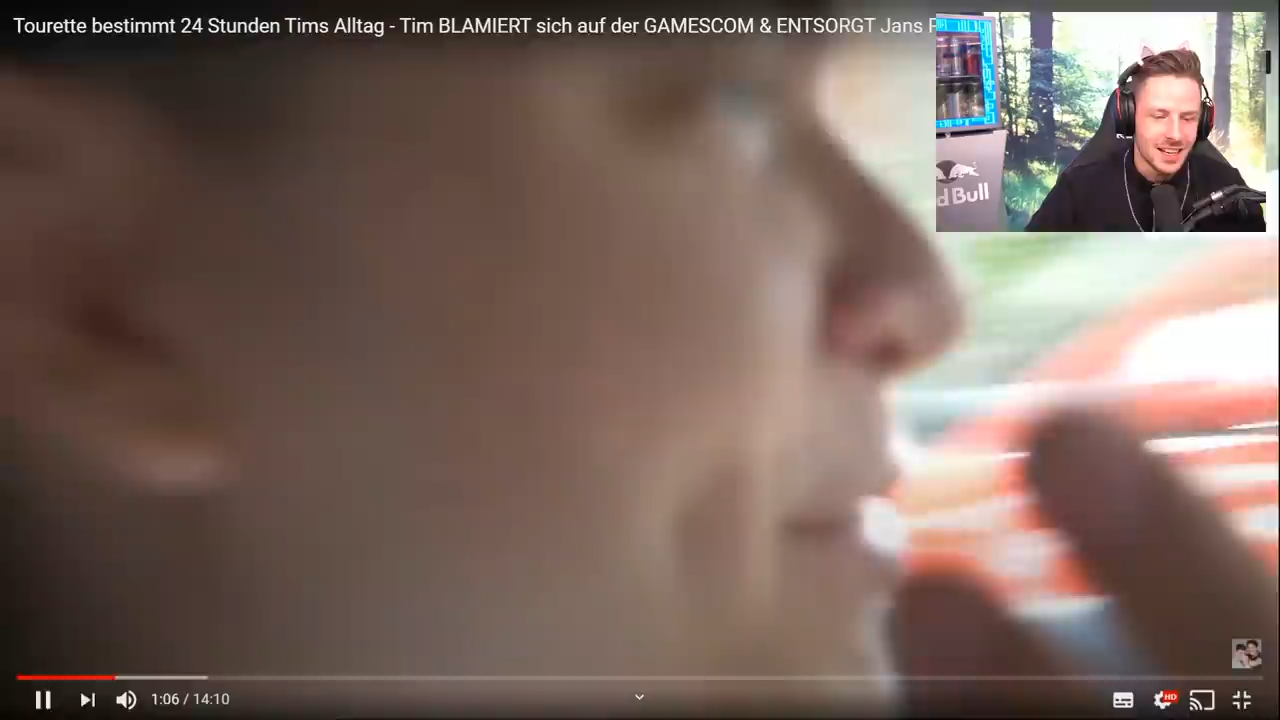 Tourette bestimmt 24 Stunden Tims Alltag - Tim BLAMIERT sich auf der GAMESCOM & ENTSORGT Jans
d Bull
1:06 / 14:10
HD